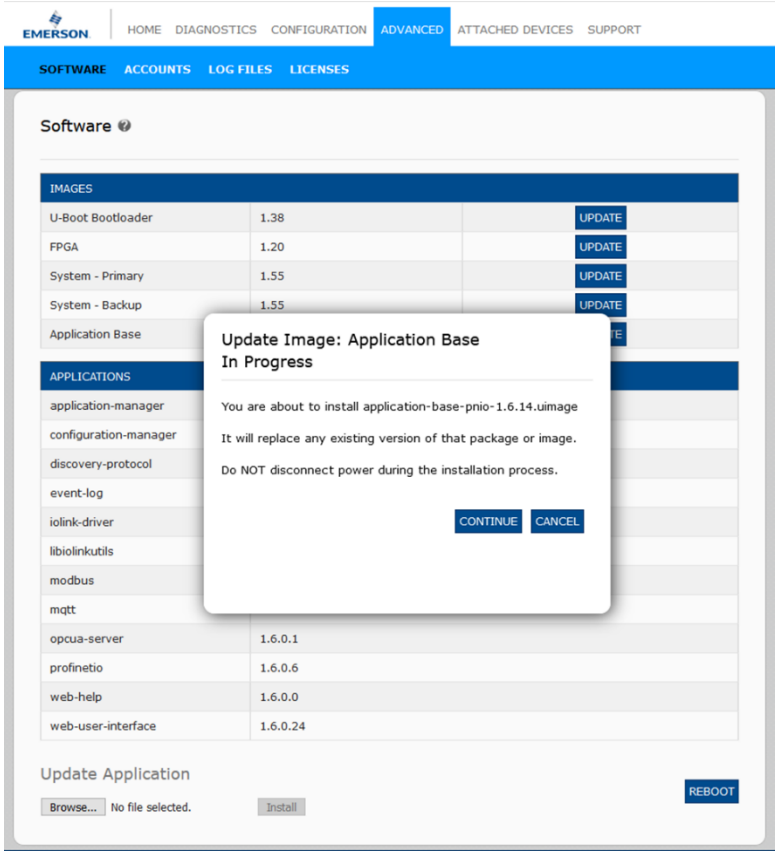 EMERSON
HOME DIAGNOSTICS CONFIGURATION ADVANCED ATTACHED DEVICES SUPPORT
SOFTWARE ACCOUNTS LOG FILES LICENSES
Software ?
IMAGES
U-Boot Bootloader 1.38 UPDATE
FPGA 1.20 UPDATE
System - Primary 1.55 UPDATE
System - Backup 1.55 UPDATE
Application Base
Update Image: Application Base
In Progress
You are about to install application-base-pnio-1.6.14.uimage
It will replace any existing version of that package or image.
Do NOT disconnect power during the installation process.
CONTINUE CANCEL
APPLICATIONS
application-manager
configuration-manager
discovery-protocol
event-log
iolink-driver
libiolinkutils
modbus
mqtt
opcua-server 1.6.0.1
profinetio 1.6.0.6
web-help 1.6.0.0
web-user-interface 1.6.0.24
Update Application
Browse... No file selected. Install
REBOOT